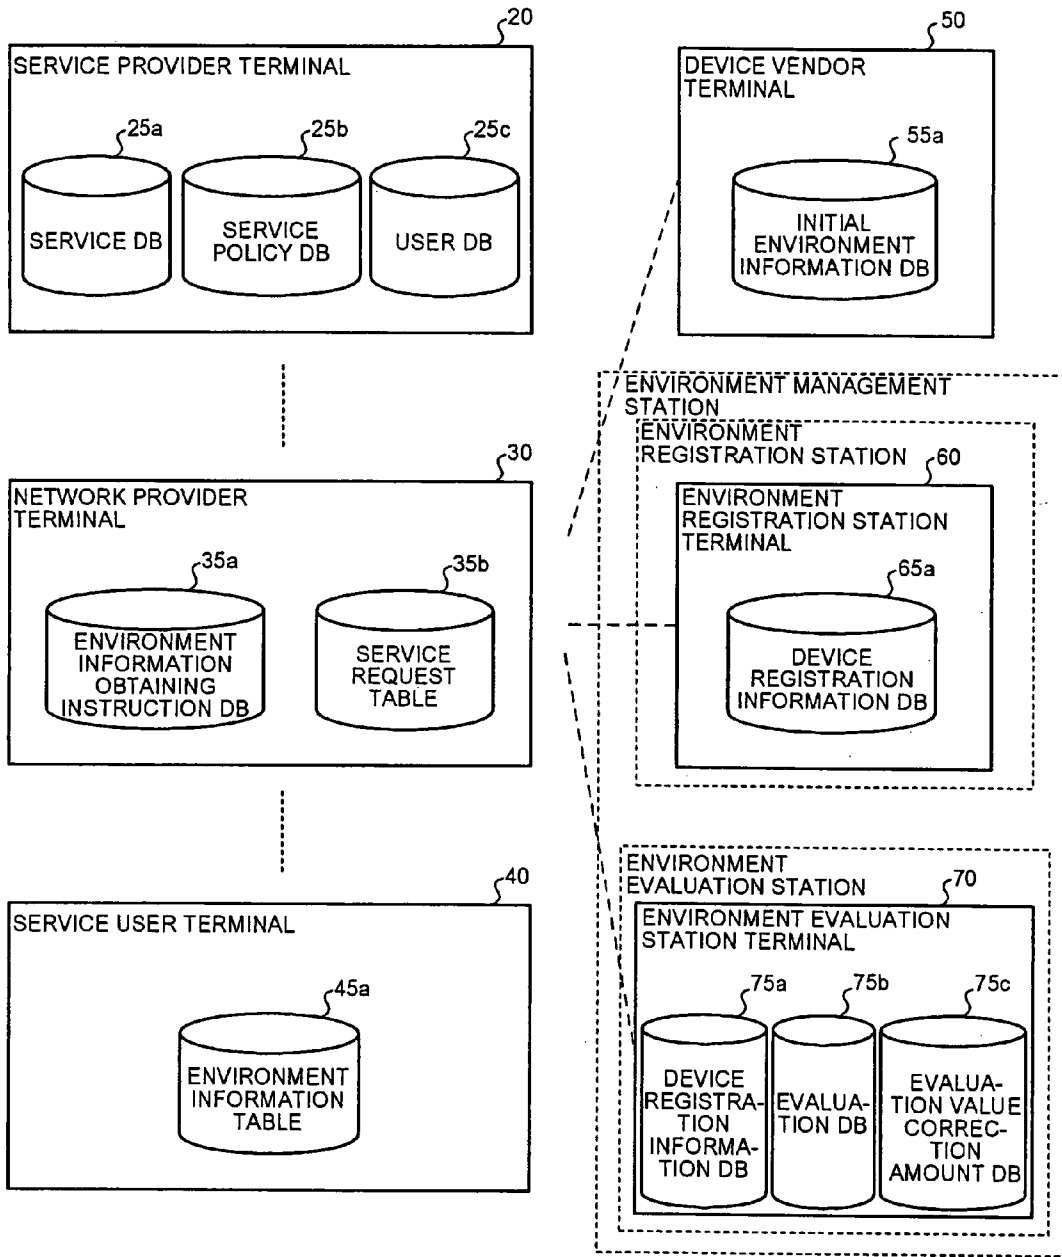 20
SERVICE PROVIDER TERMINAL
25a
25b
25c
SERVICE DB
SERVICE
POLICY DB
USER DB
50
DEVICE VENDOR
TERMINAL
55a
INITIAL
ENVIRONMENT
INFORMATION DB
30
NETWORK PROVIDER
TERMINAL
35a
35b
ENVIRONMENT
INFORMATION
OBTAINING
INSTRUCTION DB
SERVICE
REQUEST
TABLE
ENVIRONMENT MANAGEMENT
STATION
ENVIRONMENT
REGISTRATION STATION
60
ENVIRONMENT
REGISTRATION STATION
TERMINAL
65a
DEVICE
REGISTRATION
INFORMATION DB
40
SERVICE USER TERMINAL
45a
ENVIRONMENT
INFORMATION
TABLE
ENVIRONMENT
EVALUATION STATION
70
ENVIRONMENT EVALUATION
STATION TERMINAL
75a
75b
75c
DEVICE
REGISTRA-
TION
INFORMA-
TION DB
EVALUA-
TION DB
EVALUA-
TION VALUE
CORREC-
TION
AMOUNT DB